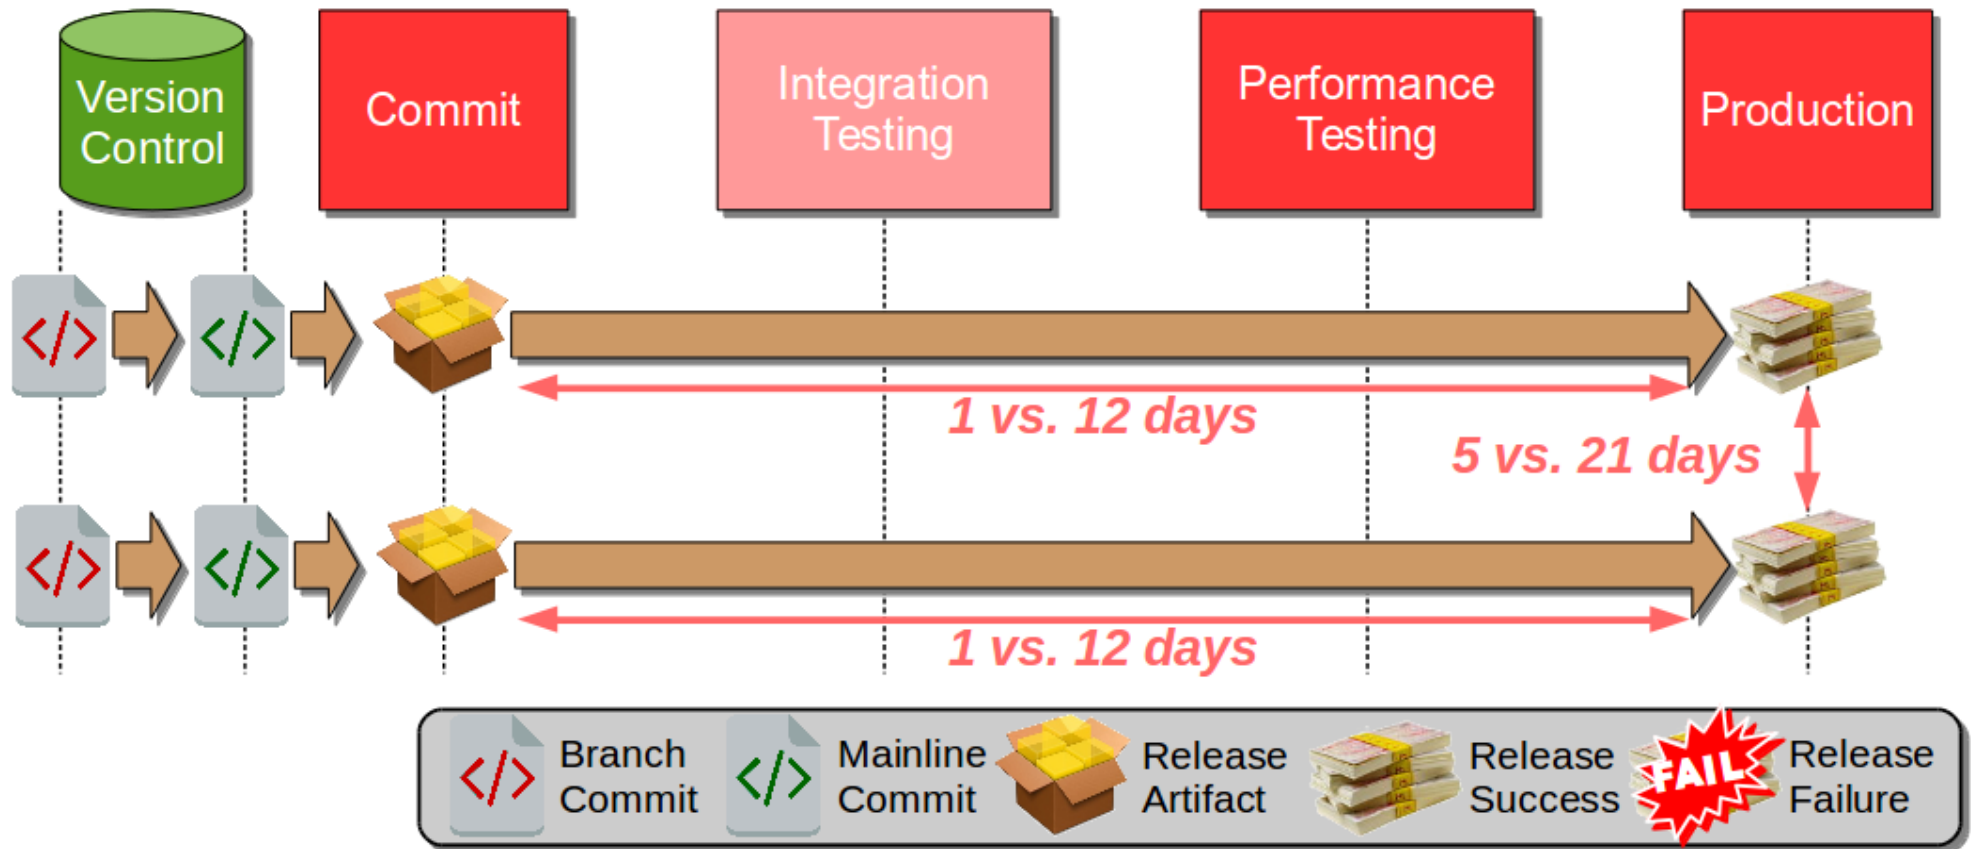 Version
Control
Commit
Integration
Testing
Performance
Testing
Production
1 vs. 12 days
5 vs. 21 days
1 vs. 12 days
Branch
Commit
Mainline
Commit
Release
Artifact
Release
Success
FAIL
Release
Failure